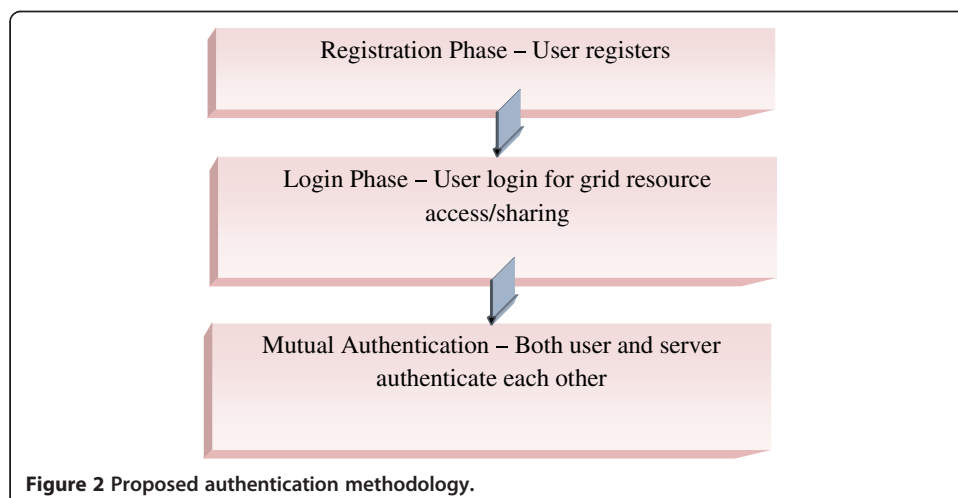 Registration Phase – User registers
Login Phase – User login for grid resource
access/sharing
Mutual Authentication – Both user and server
authenticate each other
Figure 2 Proposed authentication methodology.